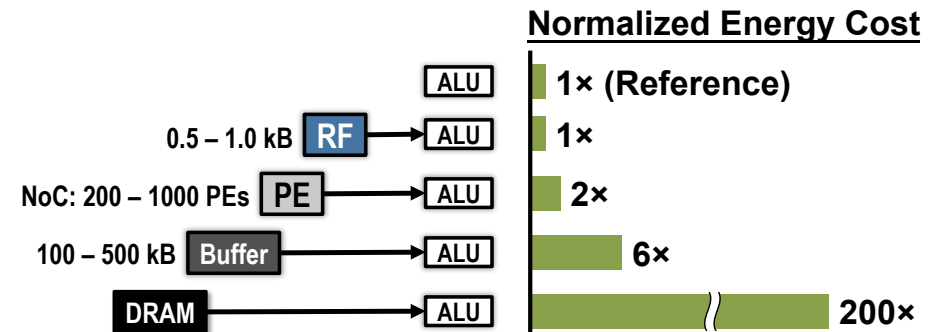 Normalized Energy Cost
ALU 1× (Reference)
0.5 – 1.0 kB RF ALU 1×
NoC: 200 – 1000 PEs PE ALU 2×
100 – 500 kB Buffer ALU 6×
DRAM ALU 200×